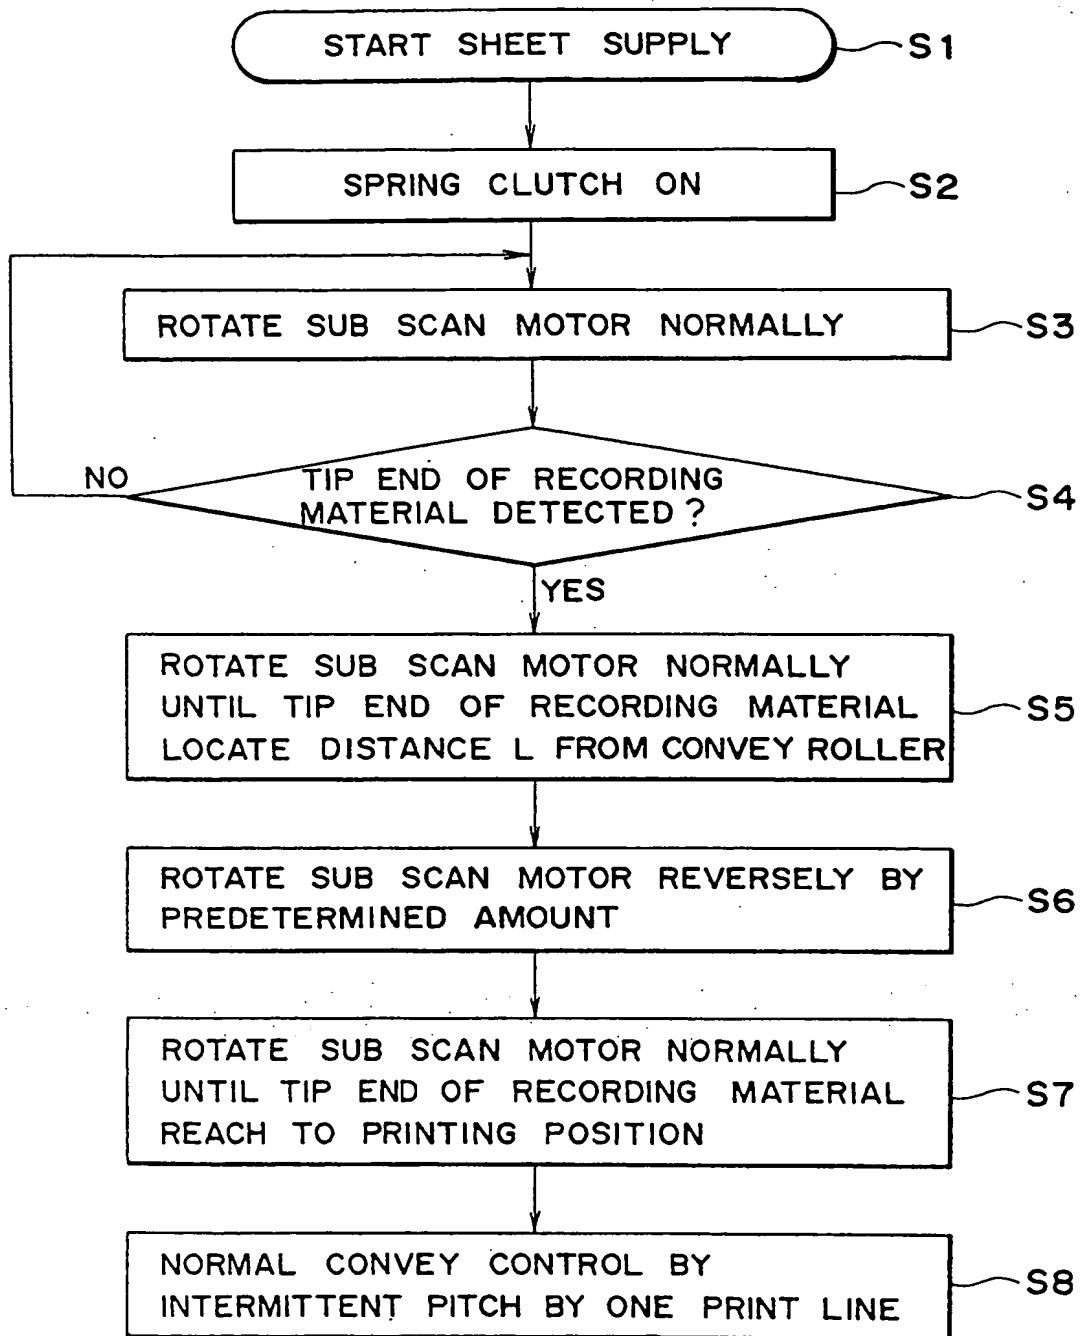 START SHEET SUPPLY
S1
SPRING CLUTCH ON
S2
ROTATE SUB SCAN MOTOR NORMALLY
S3
NO
TIP END OF RECORDING
MATERIAL DETECTED?
S4
YES
ROTATE SUB SCAN MOTOR NORMALLY
UNTIL TIP END OF RECORDING MATERIAL
LOCATE DISTANCE L FROM CONVEY ROLLER
S5
ROTATE SUB SCAN MOTOR REVERSELY BY
PREDETERMINED AMOUNT
S6
ROTATE SUB SCAN MOTOR NORMALLY
UNTIL TIP END OF RECORDING MATERIAL
REACH TO PRINTING POSITION
S7
NORMAL CONVEY CONTROL BY
INTERMITTENT PITCH BY ONE PRINT LINE
S8